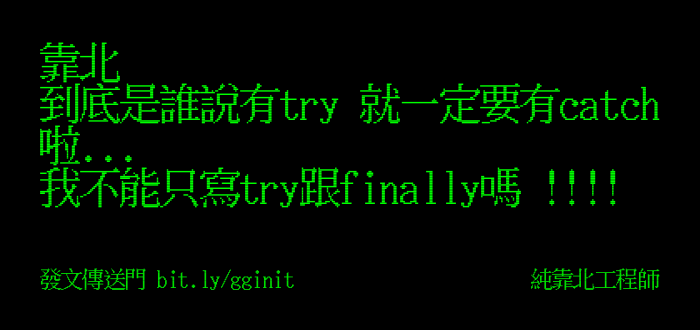 靠北
到底是誰說有try 就一定要有catch
啦...
我不能只寫try跟finally嗎 !!!!
發文傳送門 bit.ly/gginit
純靠北工程師